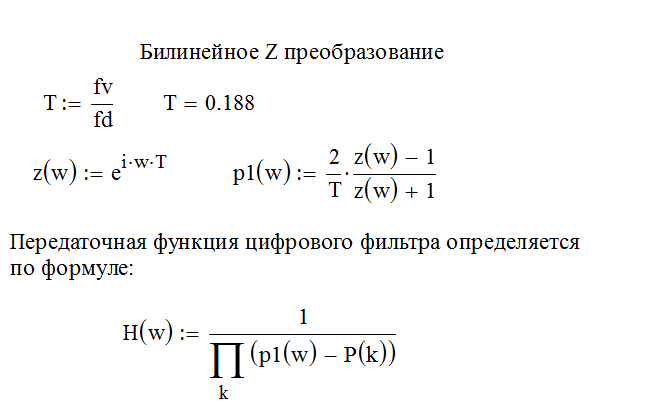 Билинейное Z преобразование
T := fv/fd T = 0.188
z(w) := e^(i·w·T) p1(w) := 2/T · (z(w) − 1)/(z(w) + 1)
Передаточная функция цифрового фильтра определяется
по формуле:
H(w) := 1/∏_k (p1(w) − P(k))